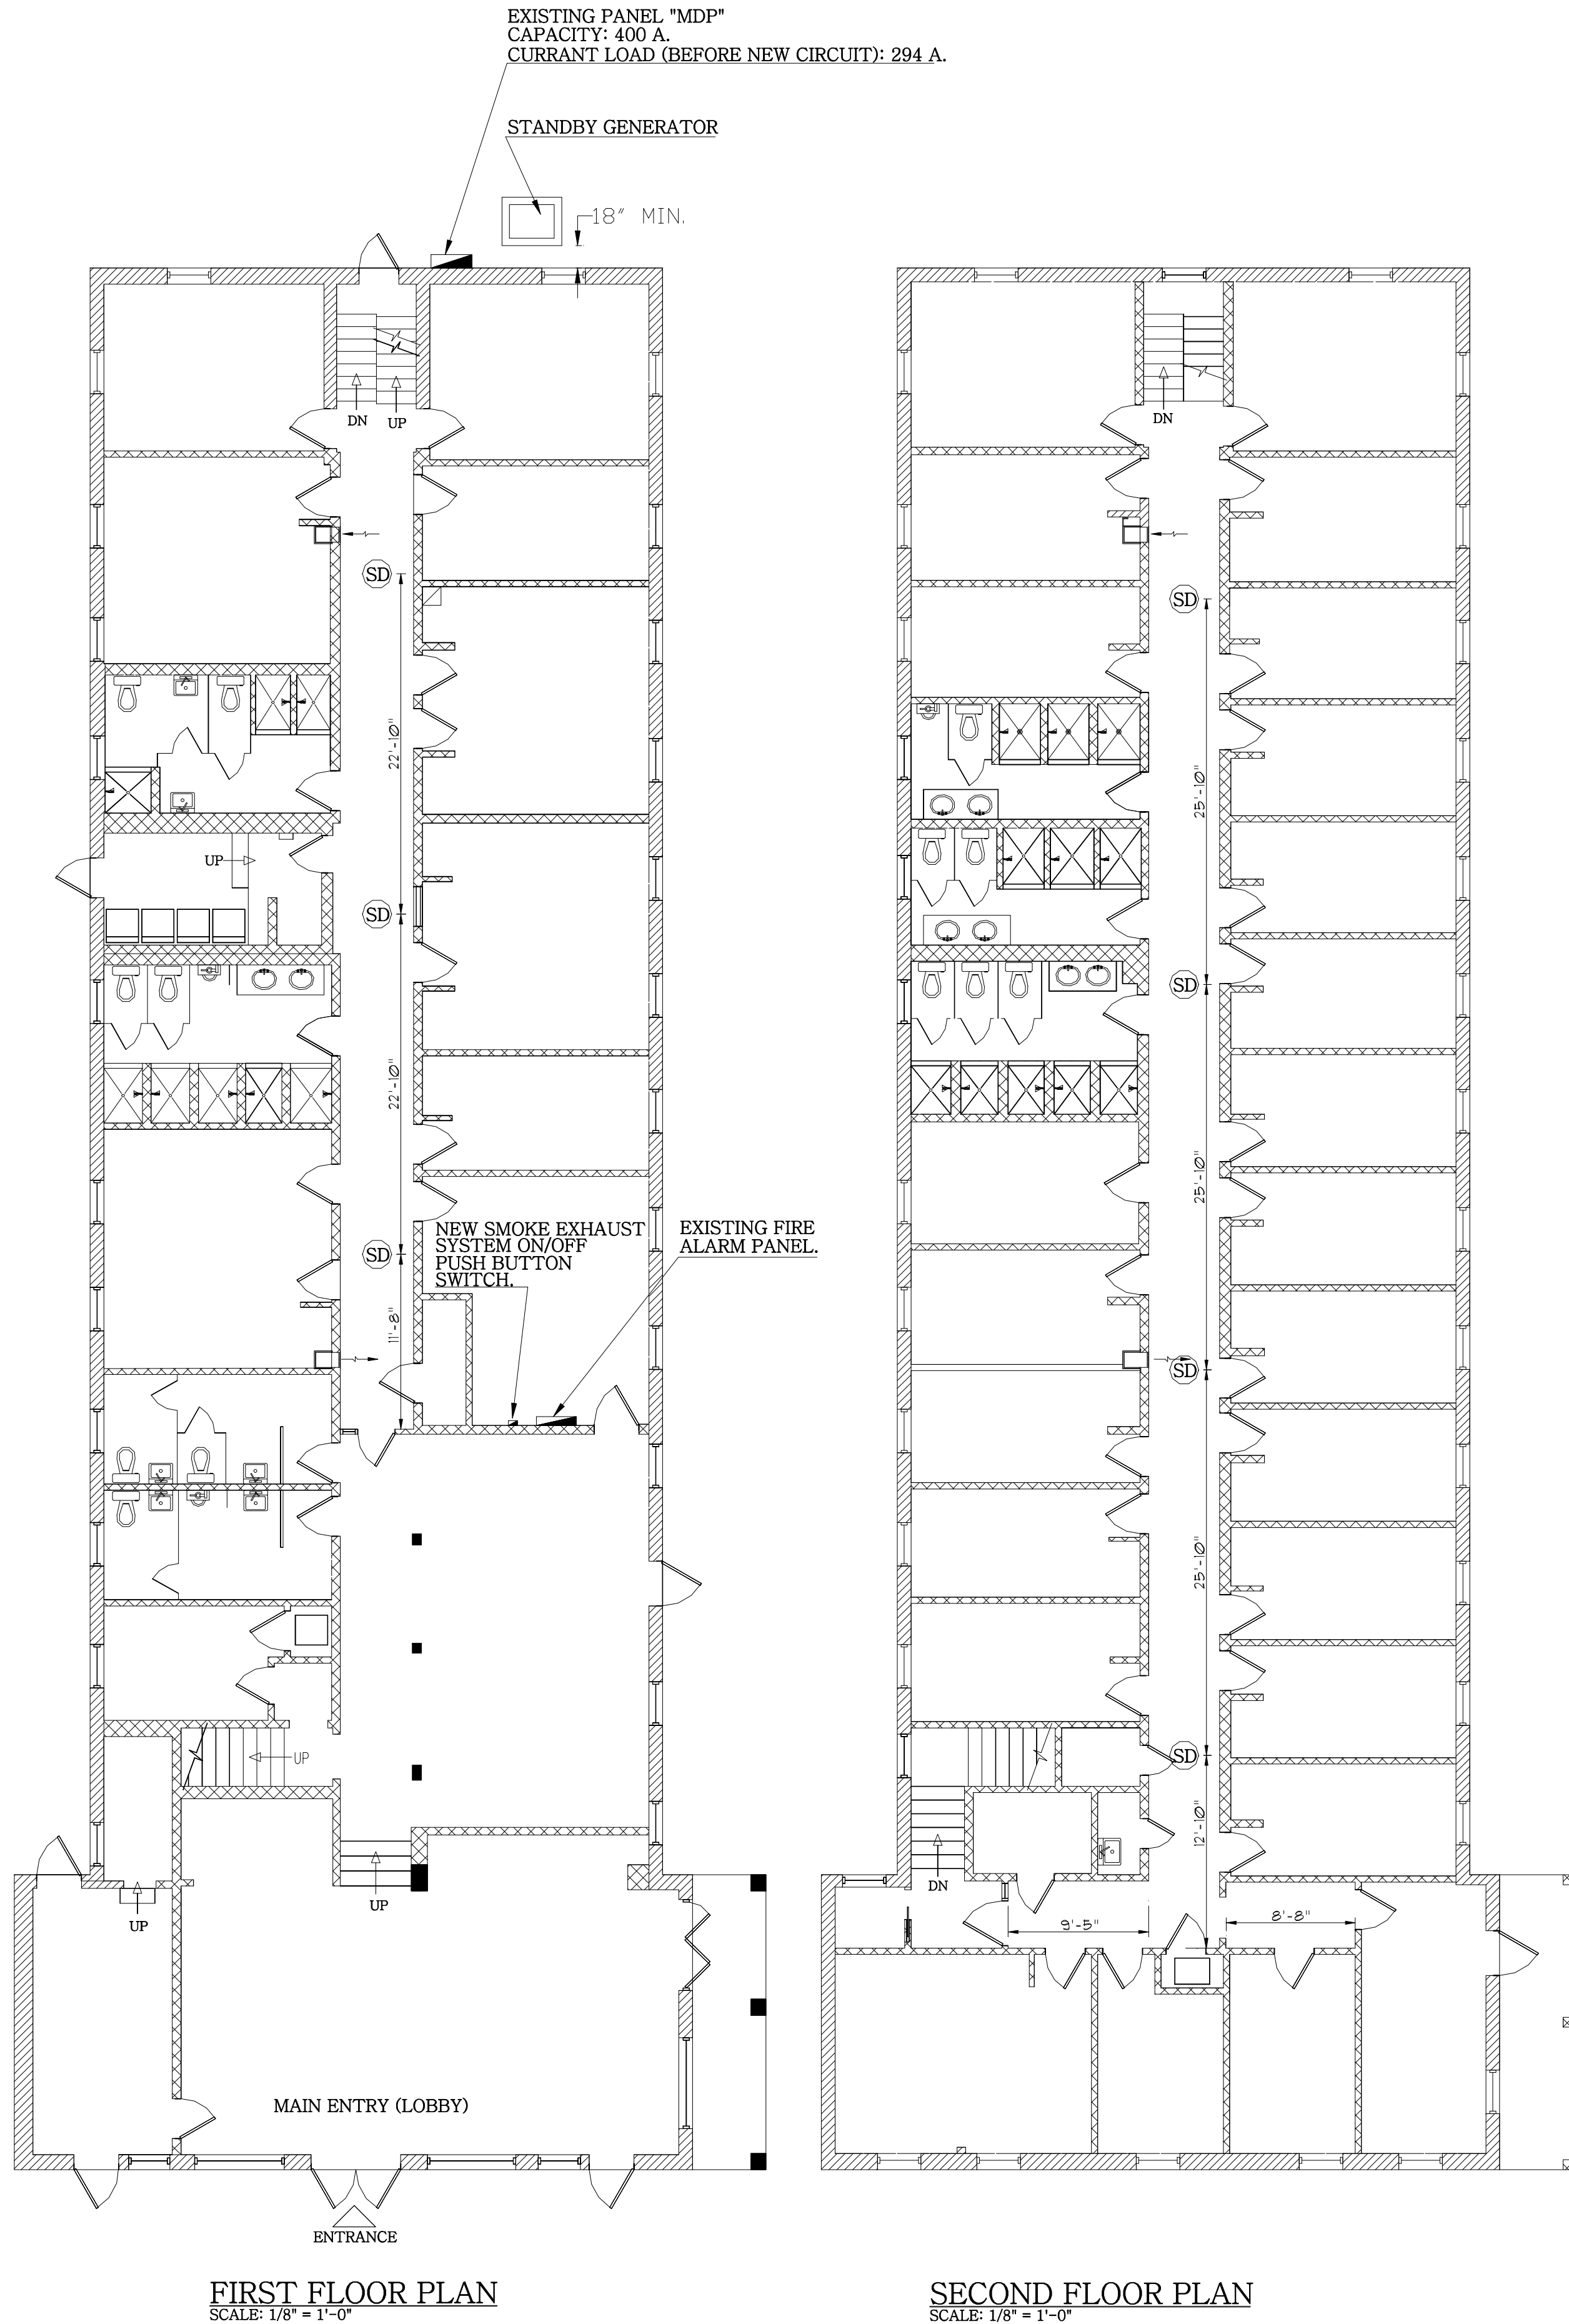 EXISTING PANEL "MDP"
CAPACITY: 400 A.
CURRANT LOAD (BEFORE NEW CIRCUIT): 294 A.
STANDBY GENERATOR
18" MIN.
DN
UP
SD
22'-10"
UP
SD
22'-10"
NEW SMOKE EXHAUST
SYSTEM ON/OFF
PUSH BUTTON
SWITCH.
EXISTING FIRE
ALARM PANEL.
SD
11'-8"
UP
UP
UP
MAIN ENTRY (LOBBY)
ENTRANCE
FIRST FLOOR PLAN
SCALE: 1/8" = 1'-0"
DN
SD
25'-10"
SD
25'-10"
SD
25'-10"
SD
12'-10"
DN
9'-5"
8'-8"
SECOND FLOOR PLAN
SCALE: 1/8" = 1'-0"